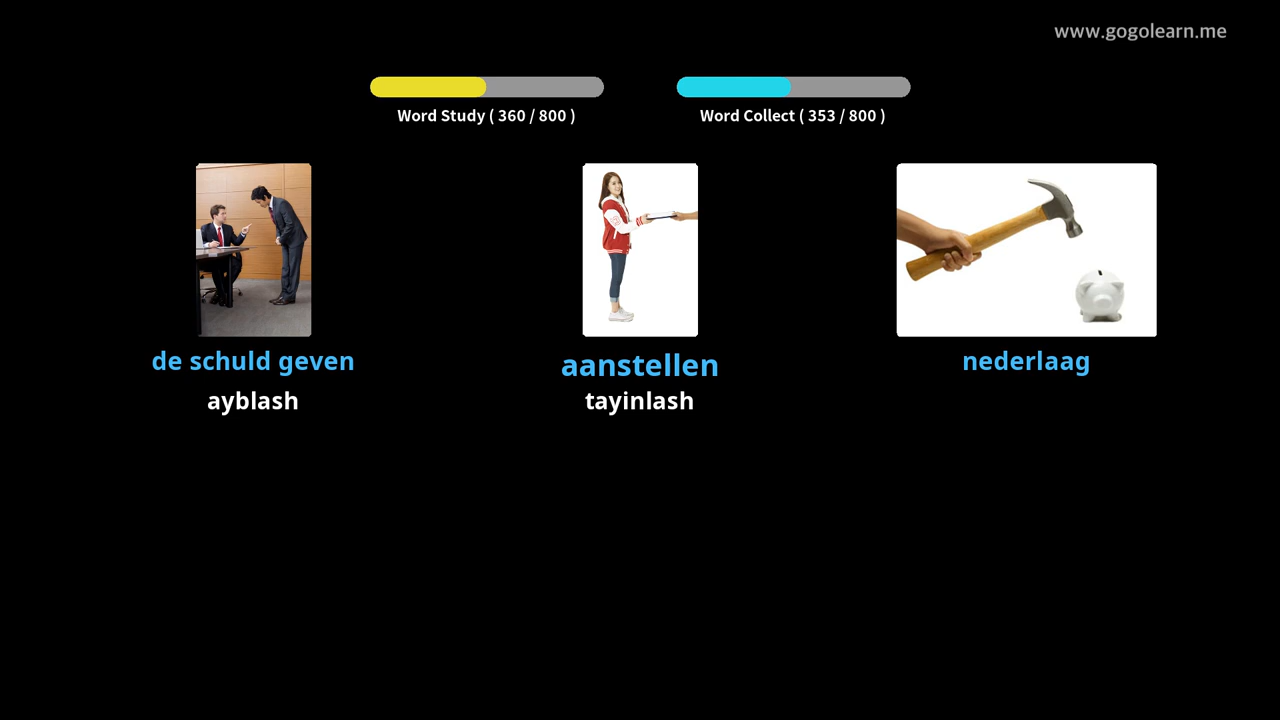 www.gogolearn.me
Word Study ( 360 / 800 )
Word Collect ( 353 / 800 )
de schuld geven
ayblash
aanstellen
tayinlash
nederlaag